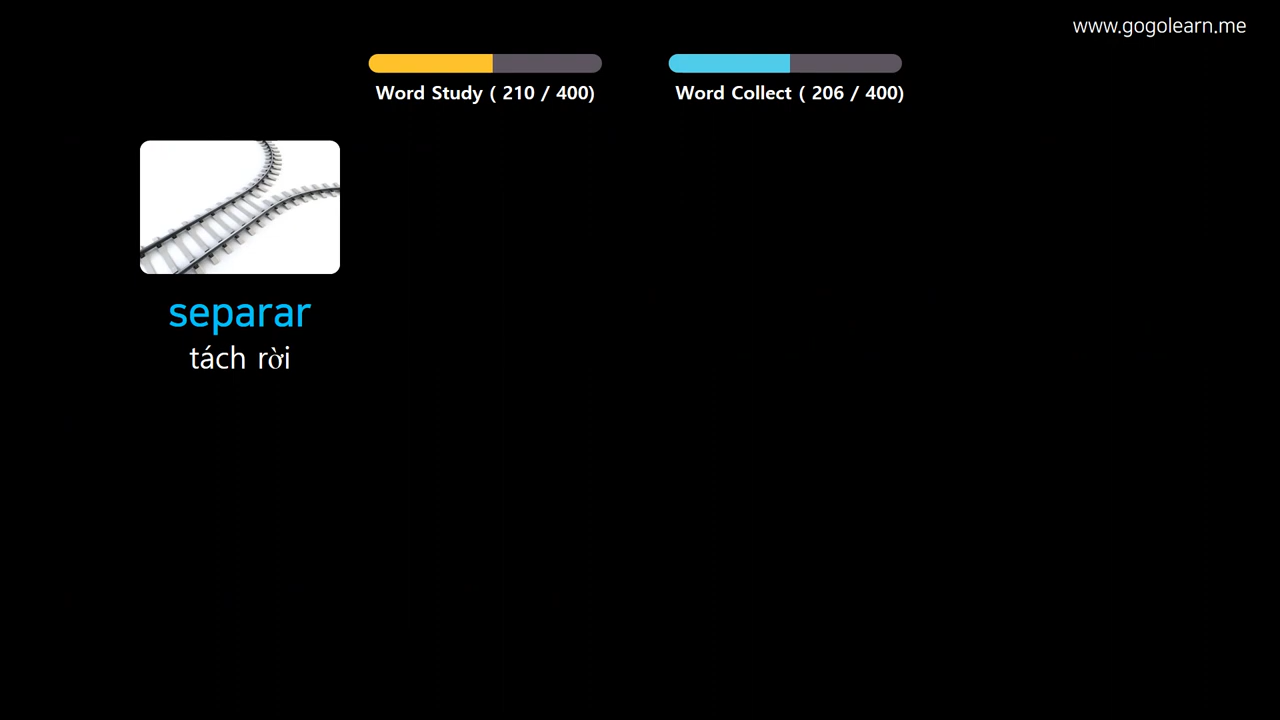 www.gogolearn.me
Word Study ( 210 / 400)
Word Collect ( 206 / 400)
separar
tách rời